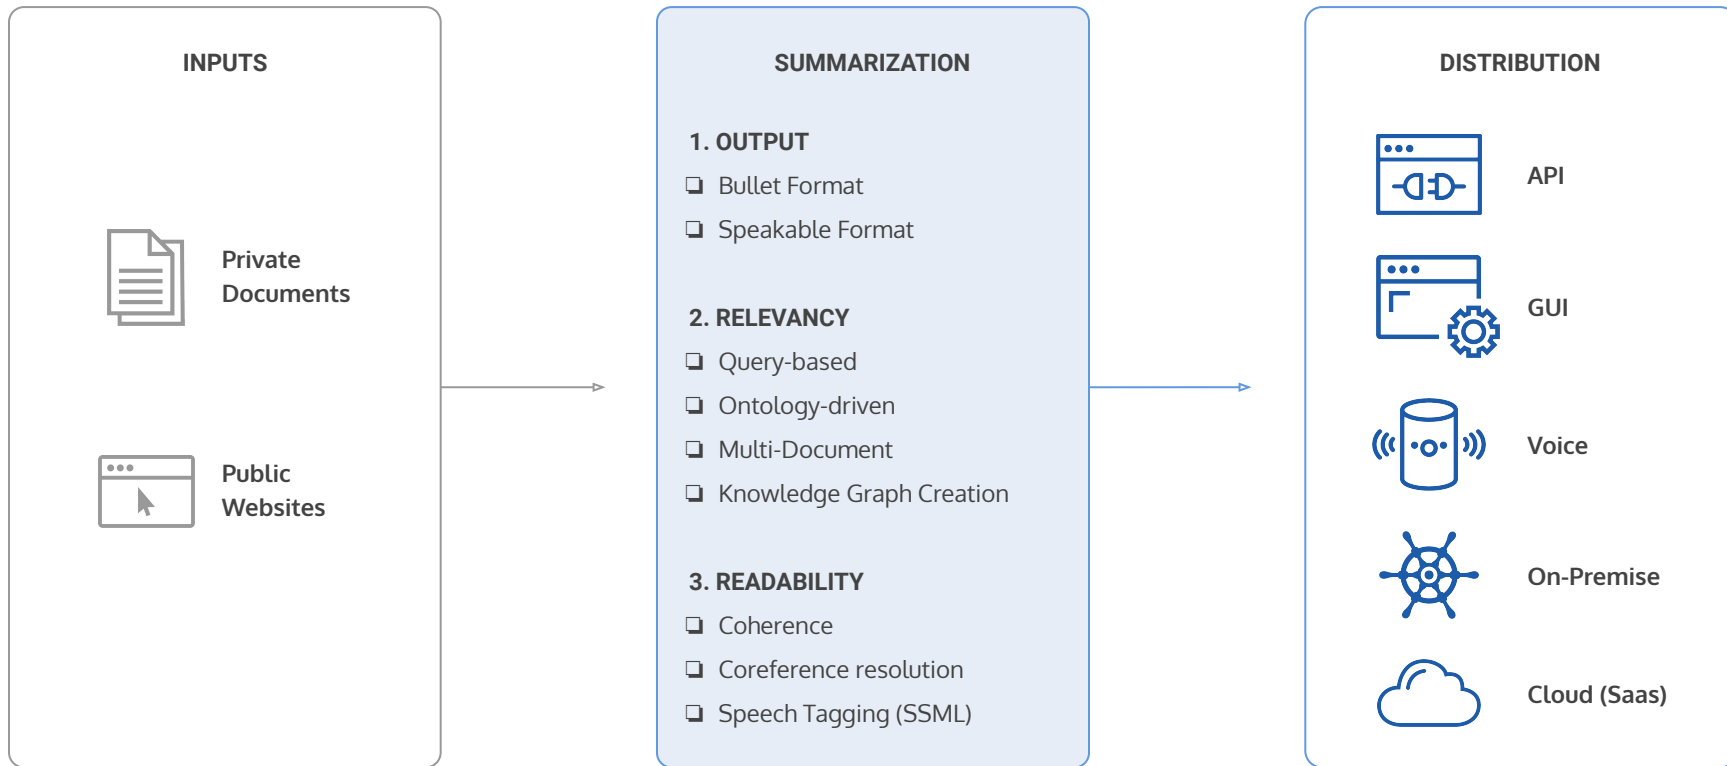 INPUTS
Private
Documents
Public
Websites
SUMMARIZATION
1. OUTPUT
Bullet Format
Speakable Format
2. RELEVANCY
Query-based
Ontology-driven
Multi-Document
Knowledge Graph Creation
3. READABILITY
Coherence
Coreference resolution
Speech Tagging (SSML)
DISTRIBUTION
API
GUI
Voice
On-Premise
Cloud (Saas)